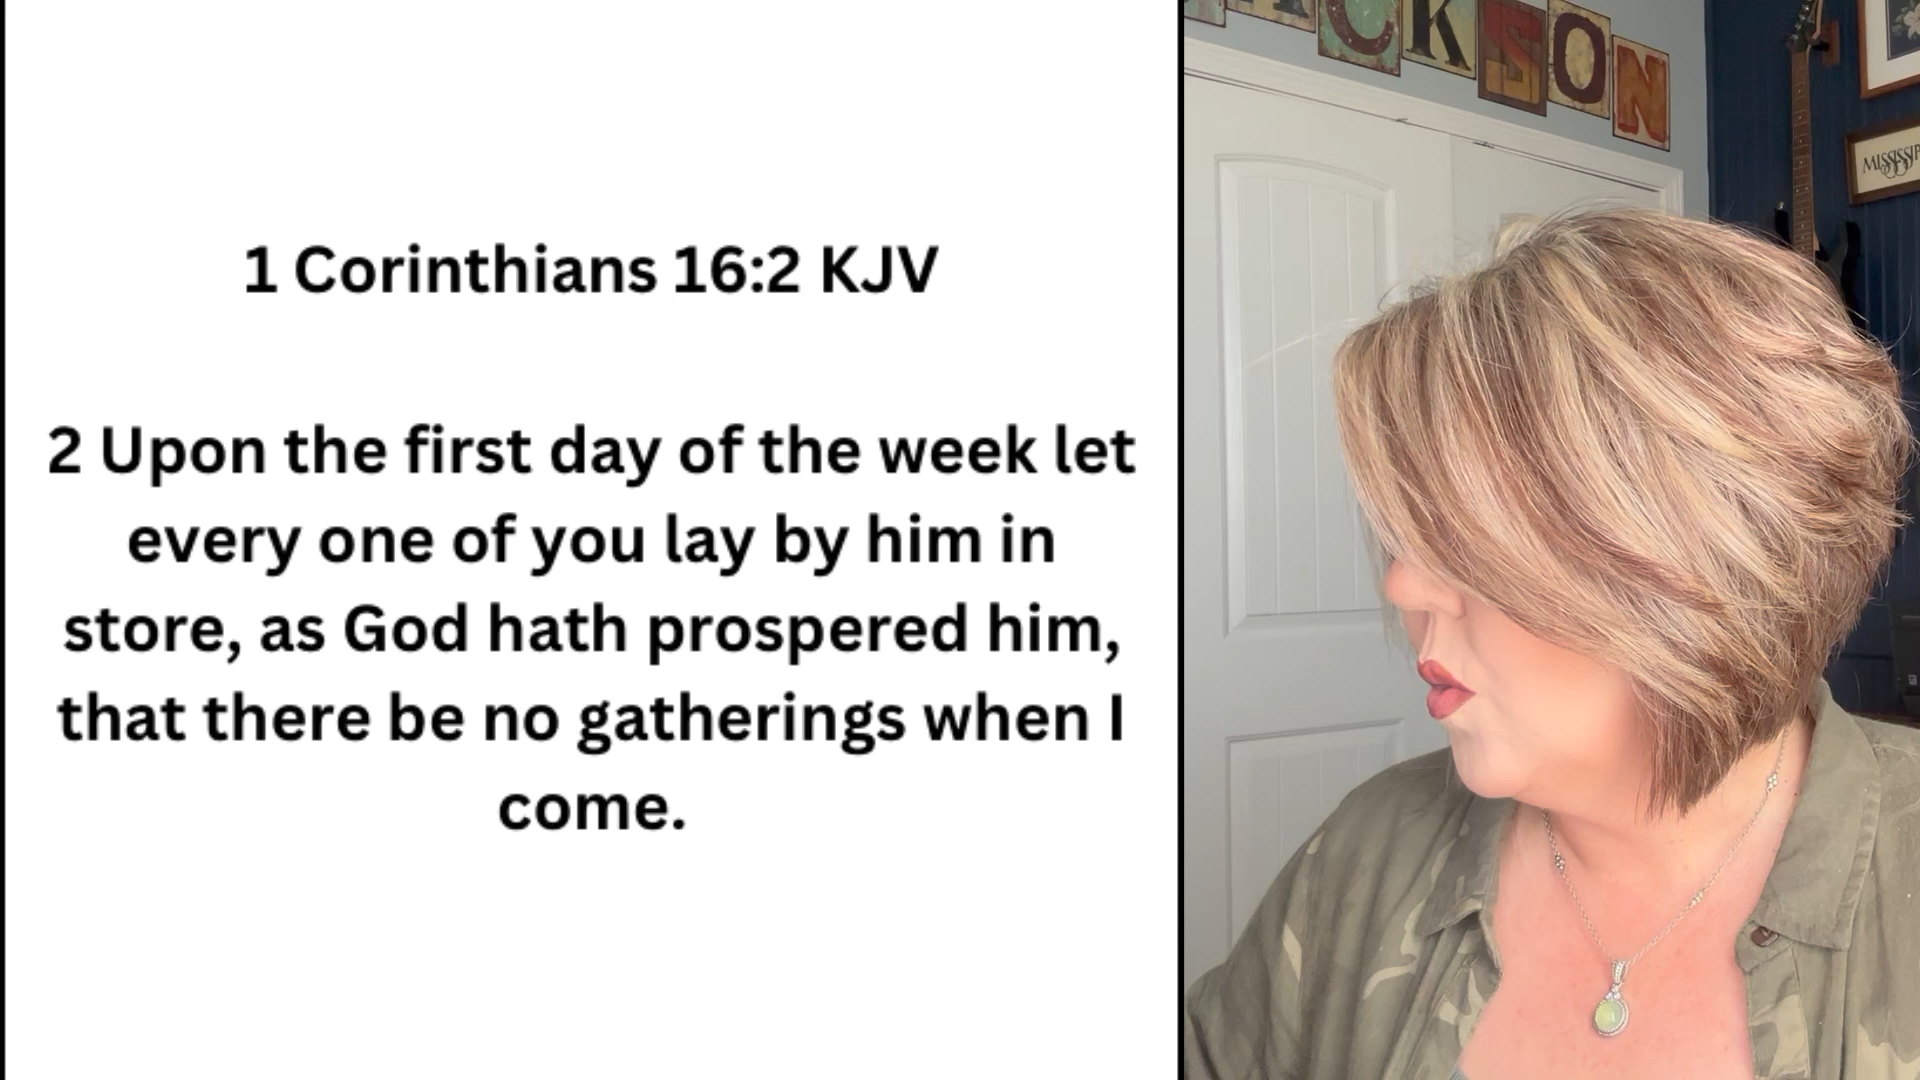 1 Corinthians 16:2 KJV
2 Upon the first day of the week let
every one of you lay by him in
store, as God hath prospered him,
that there be no gatherings when I
come.
CKSON